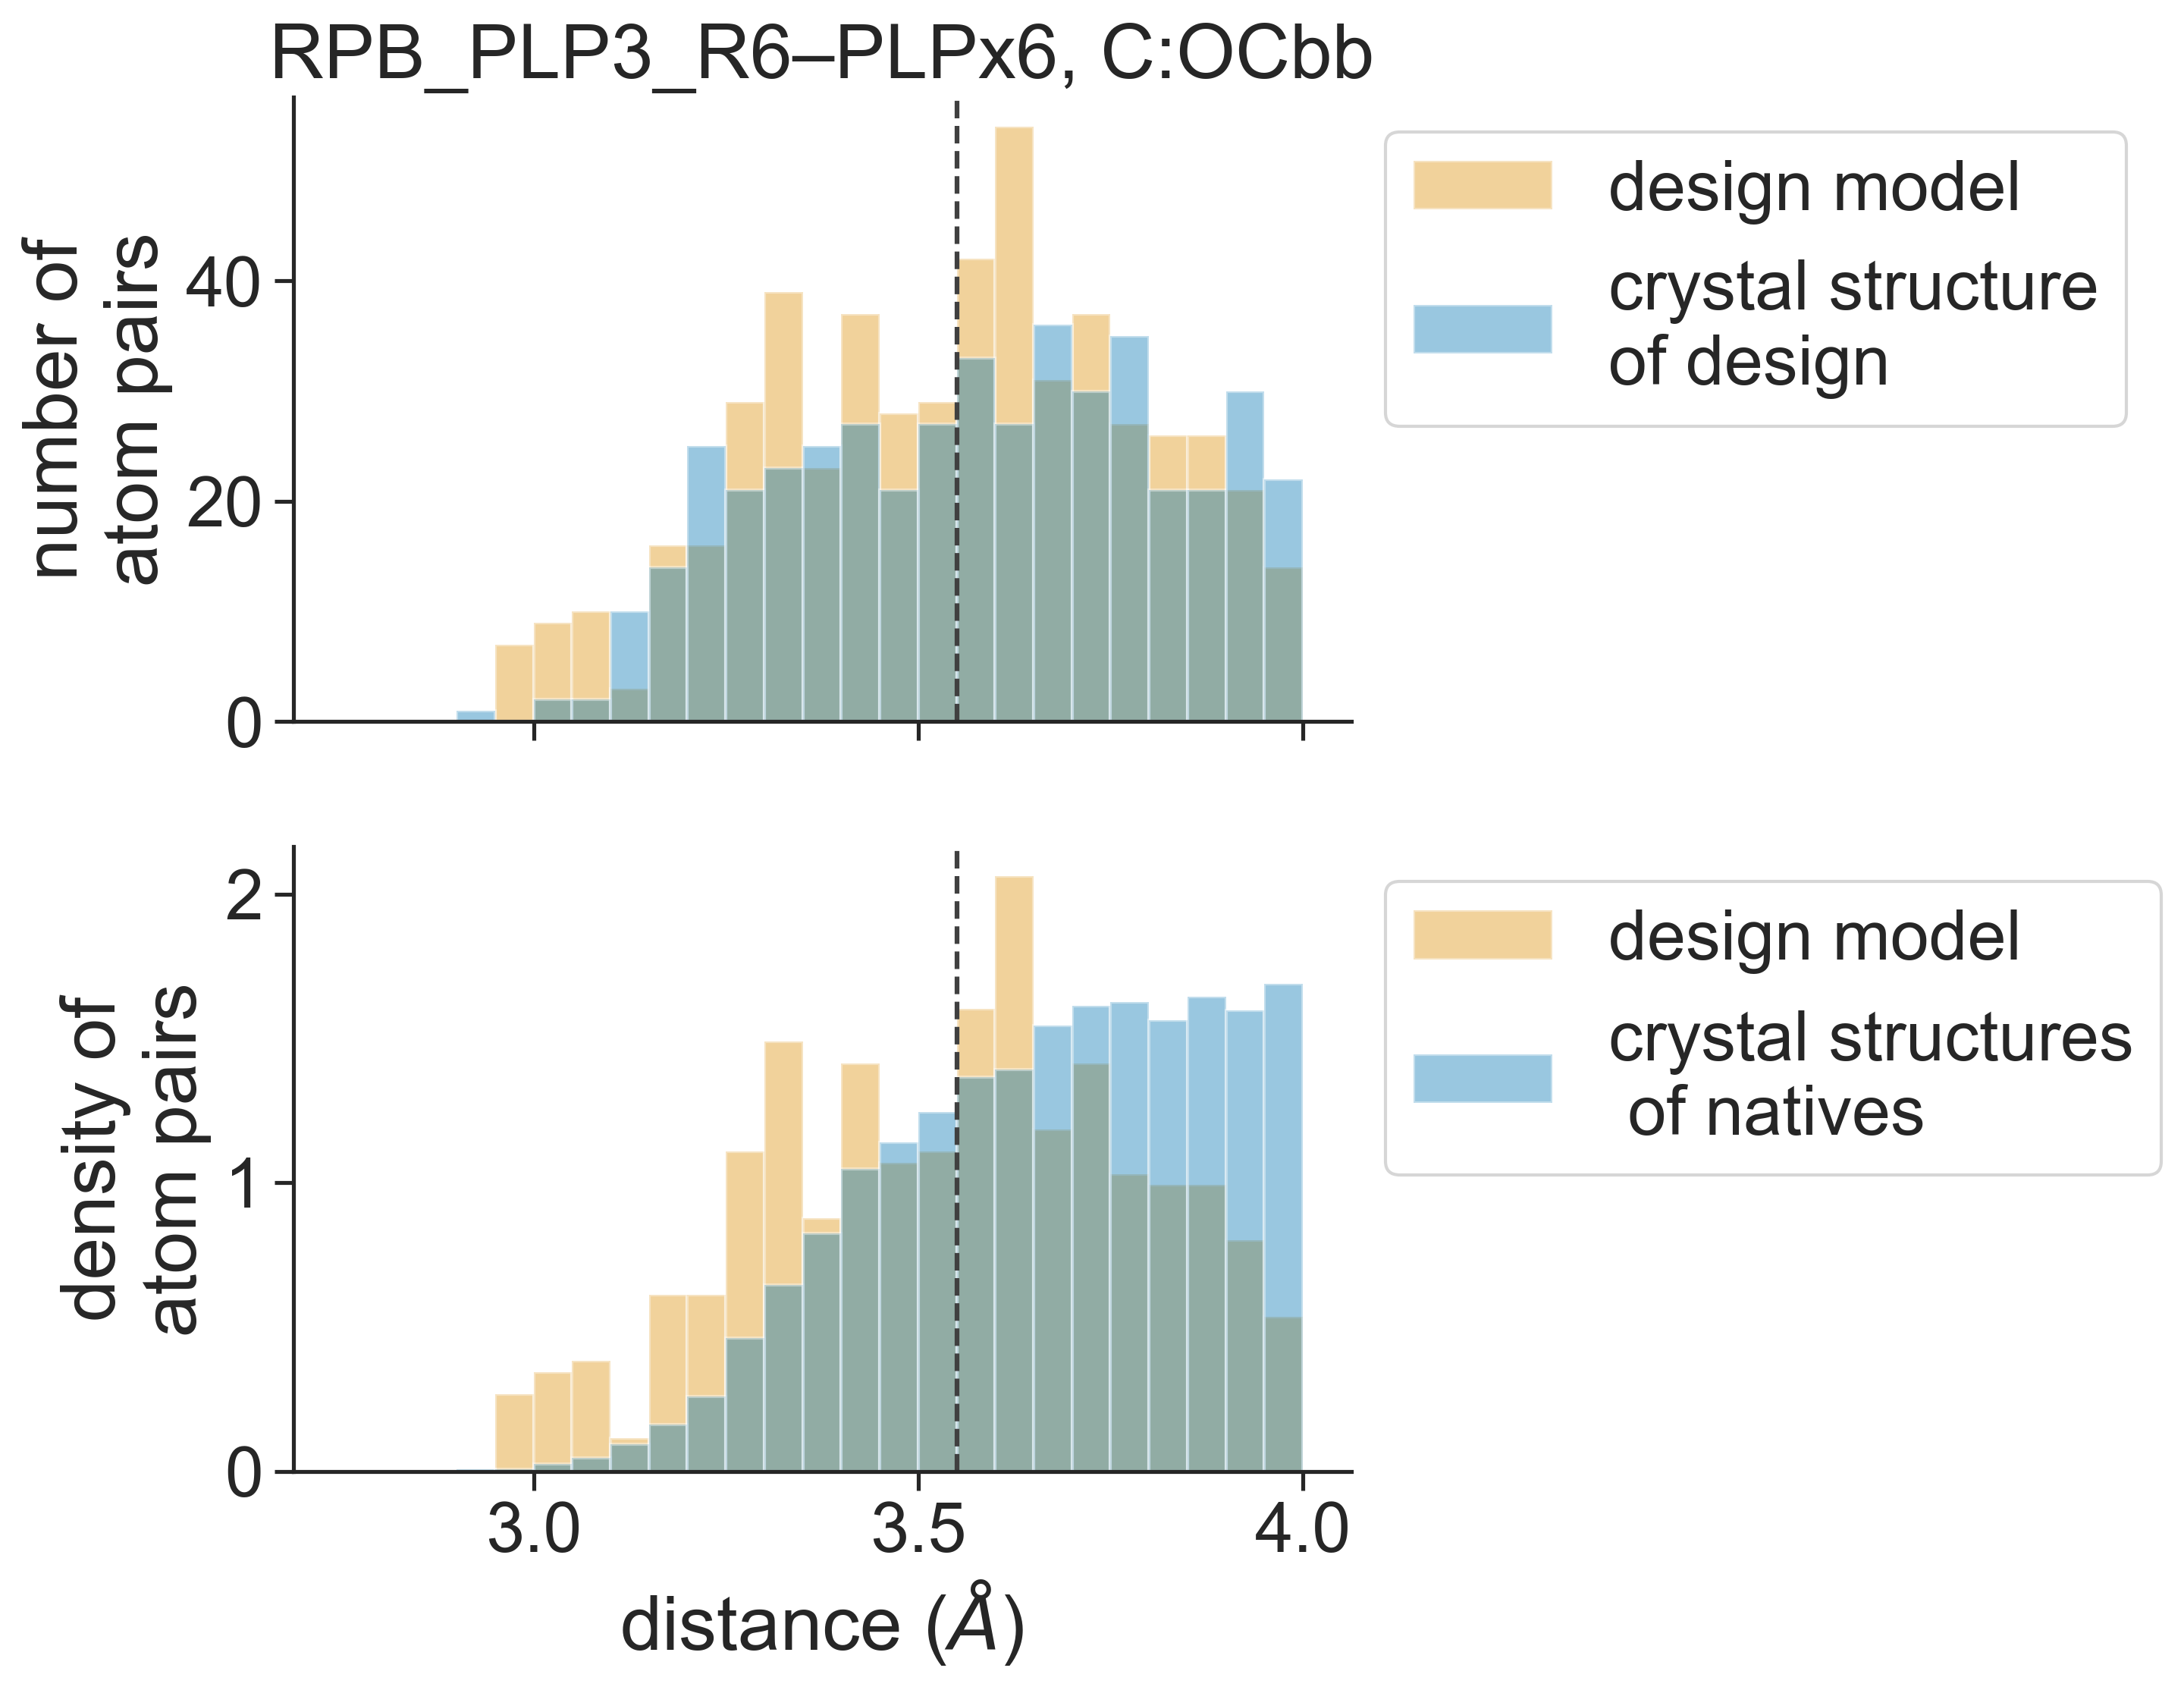 RPB_PLP3_R6–PLPx6, C:OCbb
number of
atom pairs
40
20
0
design model
crystal structure
of design
density of
atom pairs
2
1
0
design model
crystal structures
of natives
3.0
3.5
4.0
distance (Å)